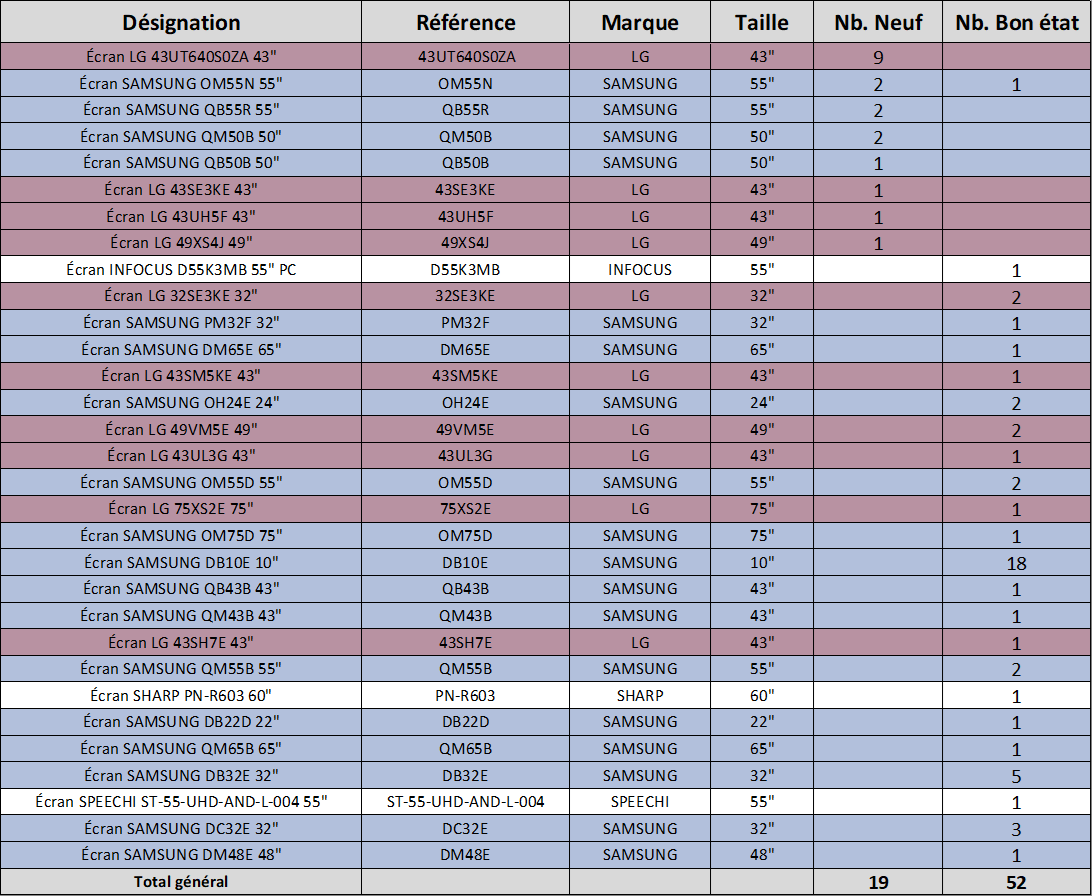 Désignation Référence Marque Taille Nb. Neuf Nb. Bon état
Écran LG 43UT640S0ZA 43" 43UT640S0ZA LG 43" 9
Écran SAMSUNG OM55N 55" OM55N SAMSUNG 55" 2 1
Écran SAMSUNG QB55R 55" QB55R SAMSUNG 55" 2
Écran SAMSUNG QM50B 50" QM50B SAMSUNG 50" 2
Écran SAMSUNG QB50B 50" QB50B SAMSUNG 50" 1
Écran LG 43SE3KE 43" 43SE3KE LG 43" 1
Écran LG 43UH5F 43" 43UH5F LG 43" 1
Écran LG 49XS4J 49" 49XS4J LG 49" 1
Écran INFOCUS D55K3MB 55" PC D55K3MB INFOCUS 55" 1
Écran LG 32SE3KE 32" 32SE3KE LG 32" 2
Écran SAMSUNG PM32F 32" PM32F SAMSUNG 32" 1
Écran SAMSUNG DM65E 65" DM65E SAMSUNG 65" 1
Écran LG 43SM5KE 43" 43SM5KE LG 43" 1
Écran SAMSUNG OH24E 24" OH24E SAMSUNG 24" 2
Écran LG 49VM5E 49" 49VM5E LG 49" 2
Écran LG 43UL3G 43" 43UL3G LG 43" 1
Écran SAMSUNG OM55D 55" OM55D SAMSUNG 55" 2
Écran LG 75XS2E 75" 75XS2E LG 75" 1
Écran SAMSUNG OM75D 75" OM75D SAMSUNG 75" 1
Écran SAMSUNG DB10E 10" DB10E SAMSUNG 10" 18
Écran SAMSUNG QB43B 43" QB43B SAMSUNG 43" 1
Écran SAMSUNG QM43B 43" QM43B SAMSUNG 43" 1
Écran LG 43SH7E 43" 43SH7E LG 43" 1
Écran SAMSUNG QM55B 55" QM55B SAMSUNG 55" 2
Écran SHARP PN-R603 60" PN-R603 SHARP 60" 1
Écran SAMSUNG DB22D 22" DB22D SAMSUNG 22" 1
Écran SAMSUNG QM65B 65" QM65B SAMSUNG 65" 1
Écran SAMSUNG DB32E 32" DB32E SAMSUNG 32" 5
Écran SPEECHI ST-55-UHD-AND-L-004 55" ST-55-UHD-AND-L-004 SPEECHI 55" 1
Écran SAMSUNG DC32E 32" DC32E SAMSUNG 32" 3
Écran SAMSUNG DM48E 48" DM48E SAMSUNG 48" 1
Total général 19 52